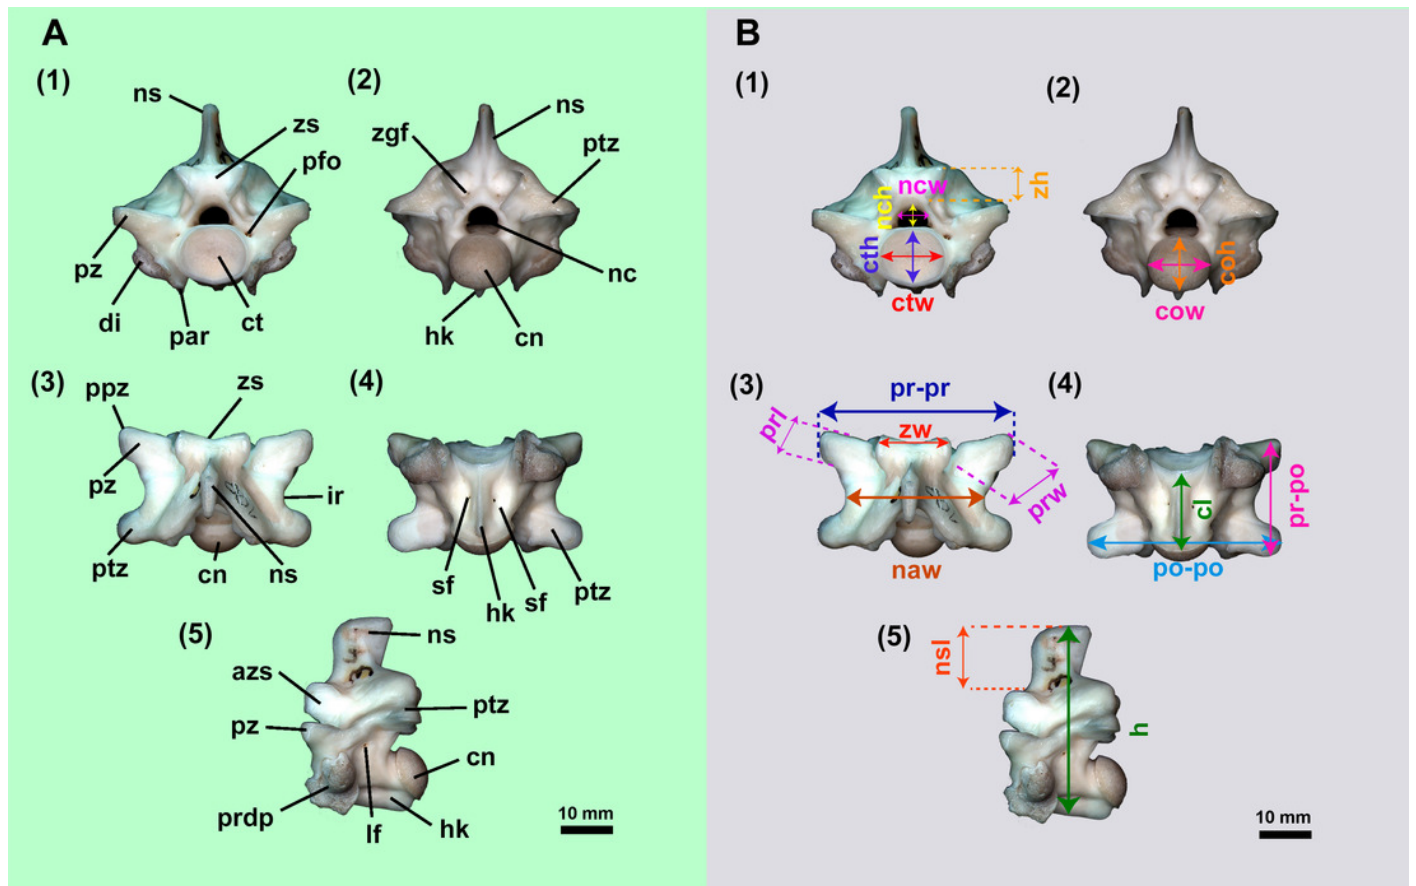 A
(1)
ns
zs
pfo
pz
di
par
ct
(2)
ns
zgf
ptz
nc
hk
cn
(3)
ppz
zs
pz
ir
ptz
cn
ns
(4)
sf
hk
sf
ptz
(5)
ns
azs
ptz
pz
cn
prdp
lf
hk
10 mm
B
(1)
zh
ncw
nch
cth
ctw
(2)
coh
cow
(3)
pr-pr
prl
zw
prw
naw
(4)
cl
pr-po
po-po
(5)
nsl
h
10 mm